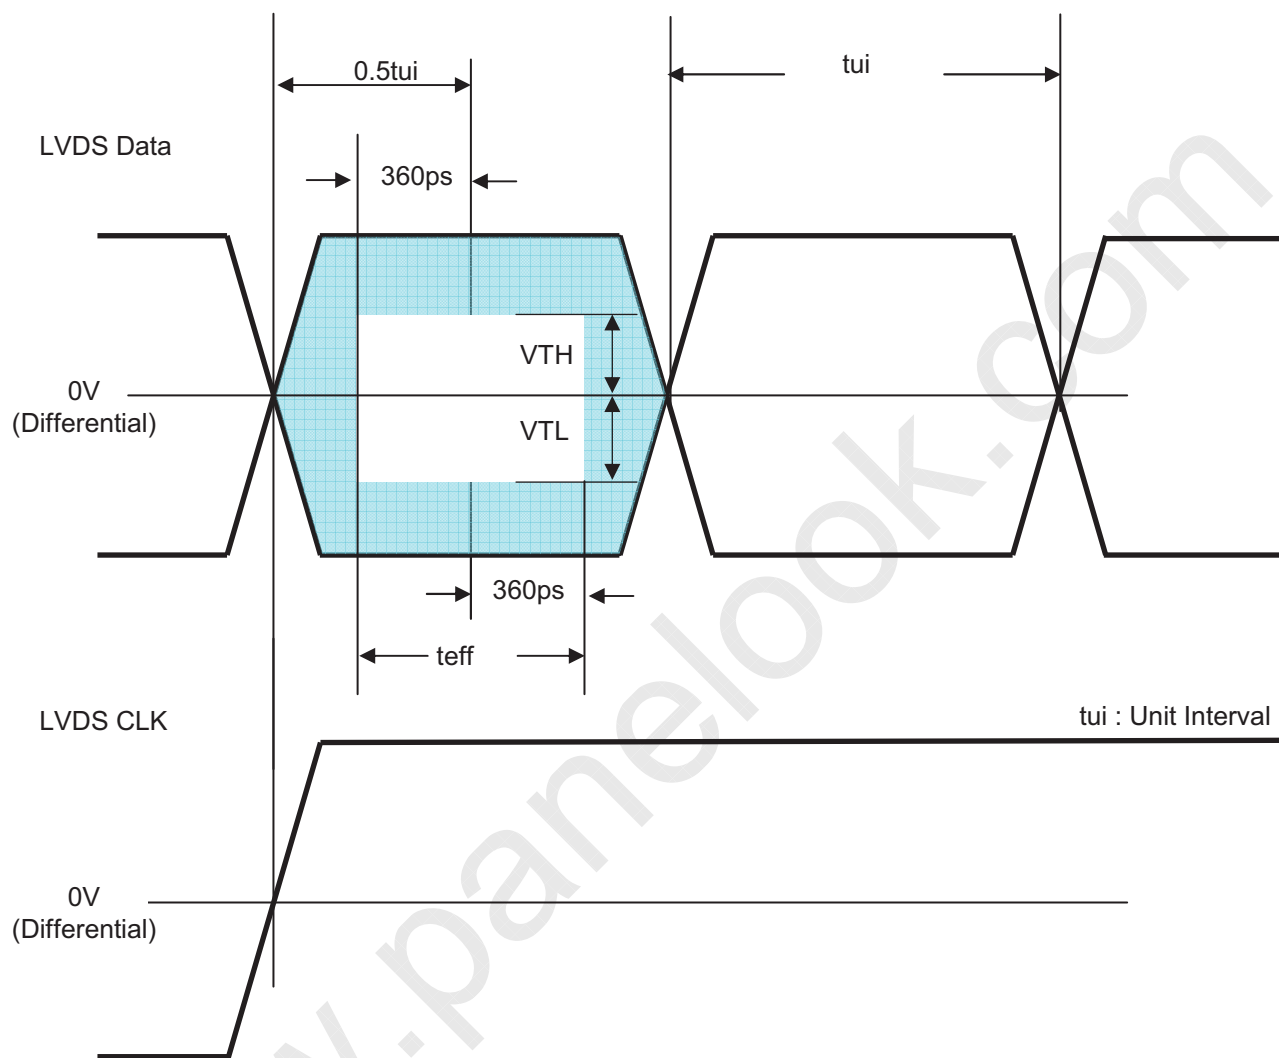 0.5tui
tui
LVDS Data
360ps
VTH
0V
(Differential)
VTL
360ps
teff
LVDS CLK
tui : Unit Interval
0V
(Differential)
w.panelook.com